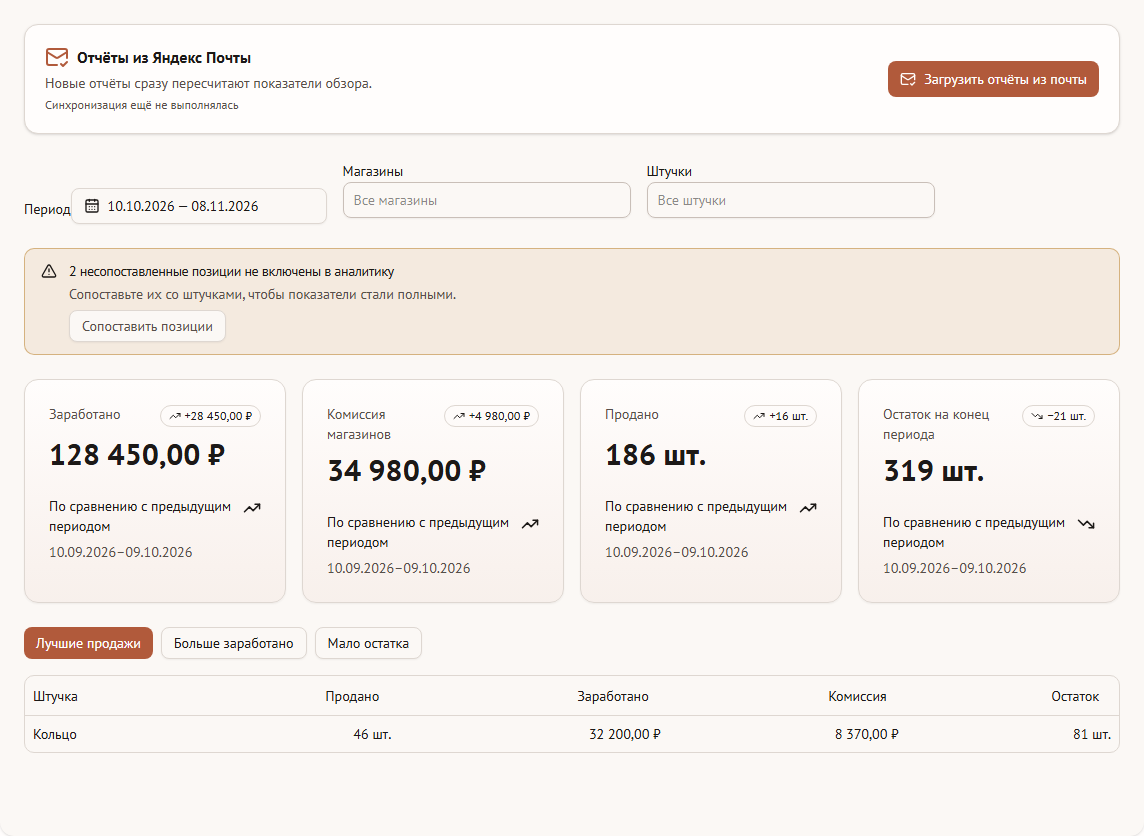 Отчёты из Яндекс Почты
Новые отчёты сразу пересчитают показатели обзора.
Синхронизация ещё не выполнялась
Загрузить отчёты из почты
Период
10.10.2026 — 08.11.2026
Магазины
Все магазины
Штучки
Все штучки
2 несопоставленные позиции не включены в аналитику
Сопоставьте их со штучками, чтобы показатели стали полными.
Сопоставить позиции
Заработано
+28 450,00 ₽
128 450,00 ₽
По сравнению с предыдущим
периодом
10.09.2026–09.10.2026
Комиссия
магазинов
+4 980,00 ₽
34 980,00 ₽
По сравнению с предыдущим
периодом
10.09.2026–09.10.2026
Продано
+16 шт.
186 шт.
По сравнению с предыдущим
периодом
10.09.2026–09.10.2026
Остаток на конец
периода
−21 шт.
319 шт.
По сравнению с предыдущим
периодом
10.09.2026–09.10.2026
Лучшие продажи
Больше заработано
Мало остатка
Штучка Продано Заработано Комиссия Остаток
Кольцо 46 шт. 32 200,00 ₽ 8 370,00 ₽ 81 шт.